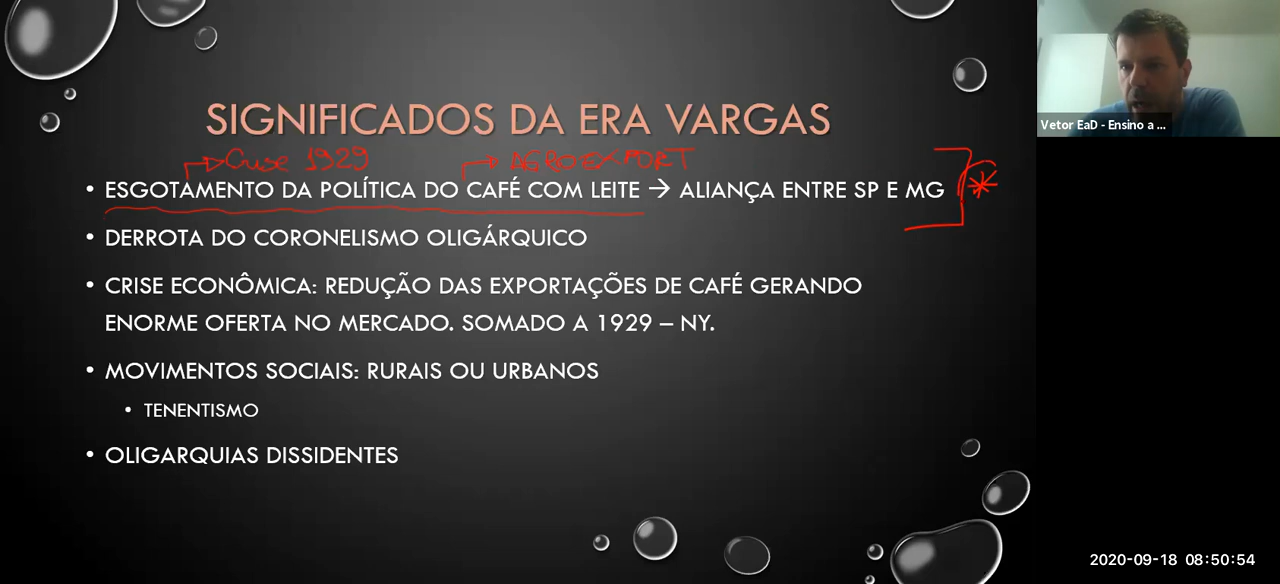 SIGNIFICADOS DA ERA VARGAS
Crise 1929 AGROEXPORT
• ESGOTAMENTO DA POLÍTICA DO CAFÉ COM LEITE → ALIANÇA ENTRE SP E MG *
• DERROTA DO CORONELISMO OLIGÁRQUICO
• CRISE ECONÔMICA: REDUÇÃO DAS EXPORTAÇÕES DE CAFÉ GERANDO
ENORME OFERTA NO MERCADO. SOMADO A 1929 – NY.
• MOVIMENTOS SOCIAIS: RURAIS OU URBANOS
• TENENTISMO
• OLIGARQUIAS DISSIDENTES
Vetor EaD - Ensino a ...
2020-09-18 08:50:54